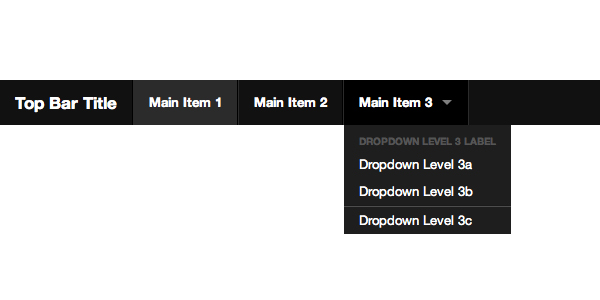 Top Bar Title Main Item 1 Main Item 2 Main Item 3
DROPDOWN LEVEL 3 LABEL
Dropdown Level 3a
Dropdown Level 3b
Dropdown Level 3c